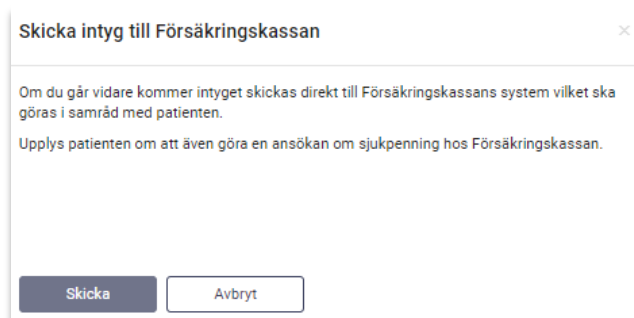 Skicka intyg till Försäkringskassan
Om du går vidare kommer intyget skickas direkt till Försäkringskassans system vilket ska
göras i samråd med patienten.
Upplys patienten om att även göra en ansökan om sjukpenning hos Försäkringskassan.
Skicka
Avbryt